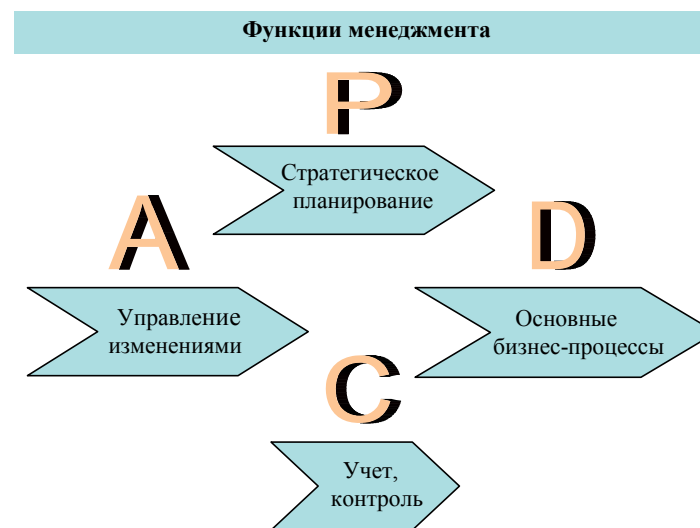 Функции менеджмента
P
Стратегическое
планирование
A
D
Управление
изменениями
Основные
бизнес-процессы
C
Учет,
контроль